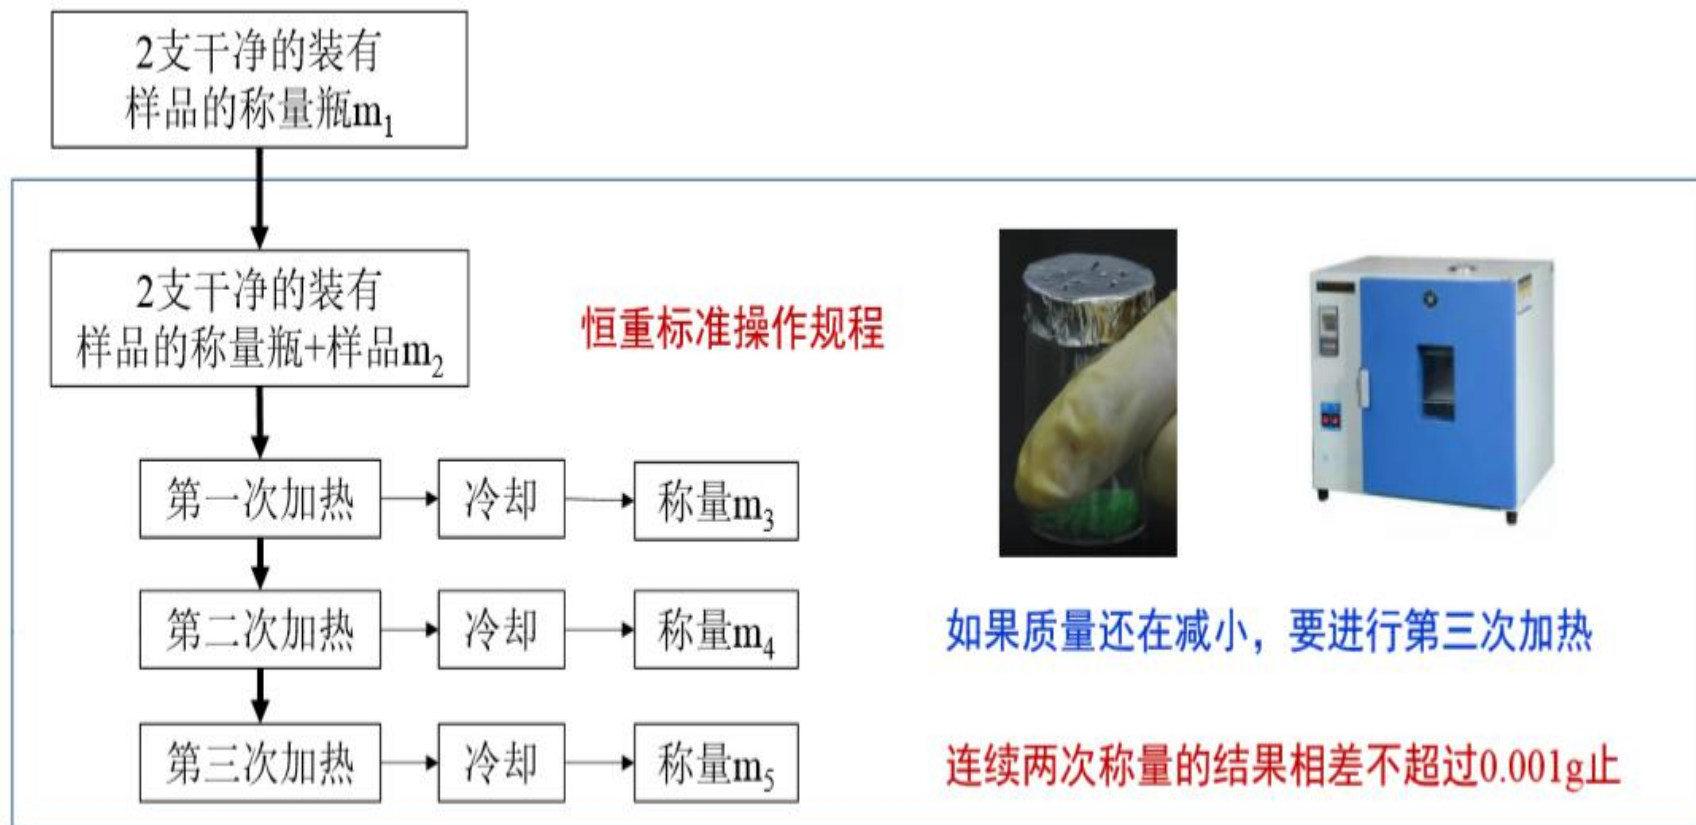 2支干净的装有
样品的称量瓶m₁
2支干净的装有
样品的称量瓶+样品m₂
恒重标准操作规程
第一次加热
冷却
称量m₃
第二次加热
冷却
称量m₄
如果质量还在减小，要进行第三次加热
第三次加热
冷却
称量m₅
连续两次称量的结果相差不超过0.001g止